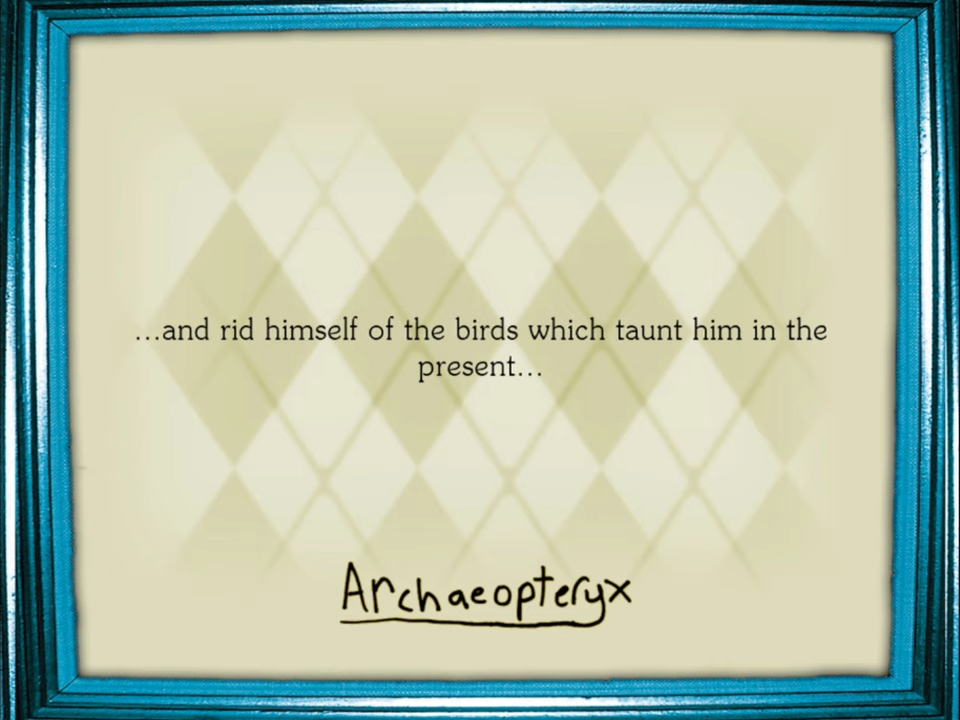 …and rid himself of the birds which taunt him in the
present…
Archaeopteryx